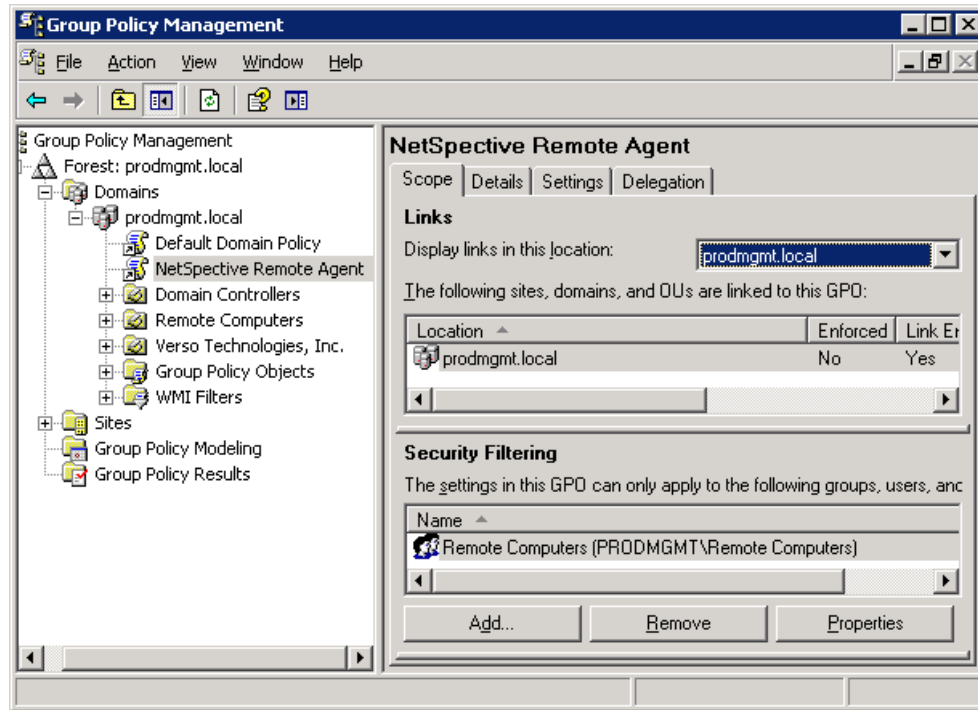 Group Policy Management
File Action View Window Help
Group Policy Management
Forest: prodmgmt.local
Domains
prodmgmt.local
Default Domain Policy
NetSpective Remote Agent
Domain Controllers
Remote Computers
Verso Technologies, Inc.
Group Policy Objects
WMI Filters
Sites
Group Policy Modeling
Group Policy Results
NetSpective Remote Agent
Scope Details Settings Delegation
Links
Display links in this location: prodmgmt.local
The following sites, domains, and OUs are linked to this GPO:
Location Enforced Link Er
prodmgmt.local No Yes
Security Filtering
The settings in this GPO can only apply to the following groups, users, and
Name
Remote Computers (PRODMGMT\Remote Computers)
Add... Remove Properties